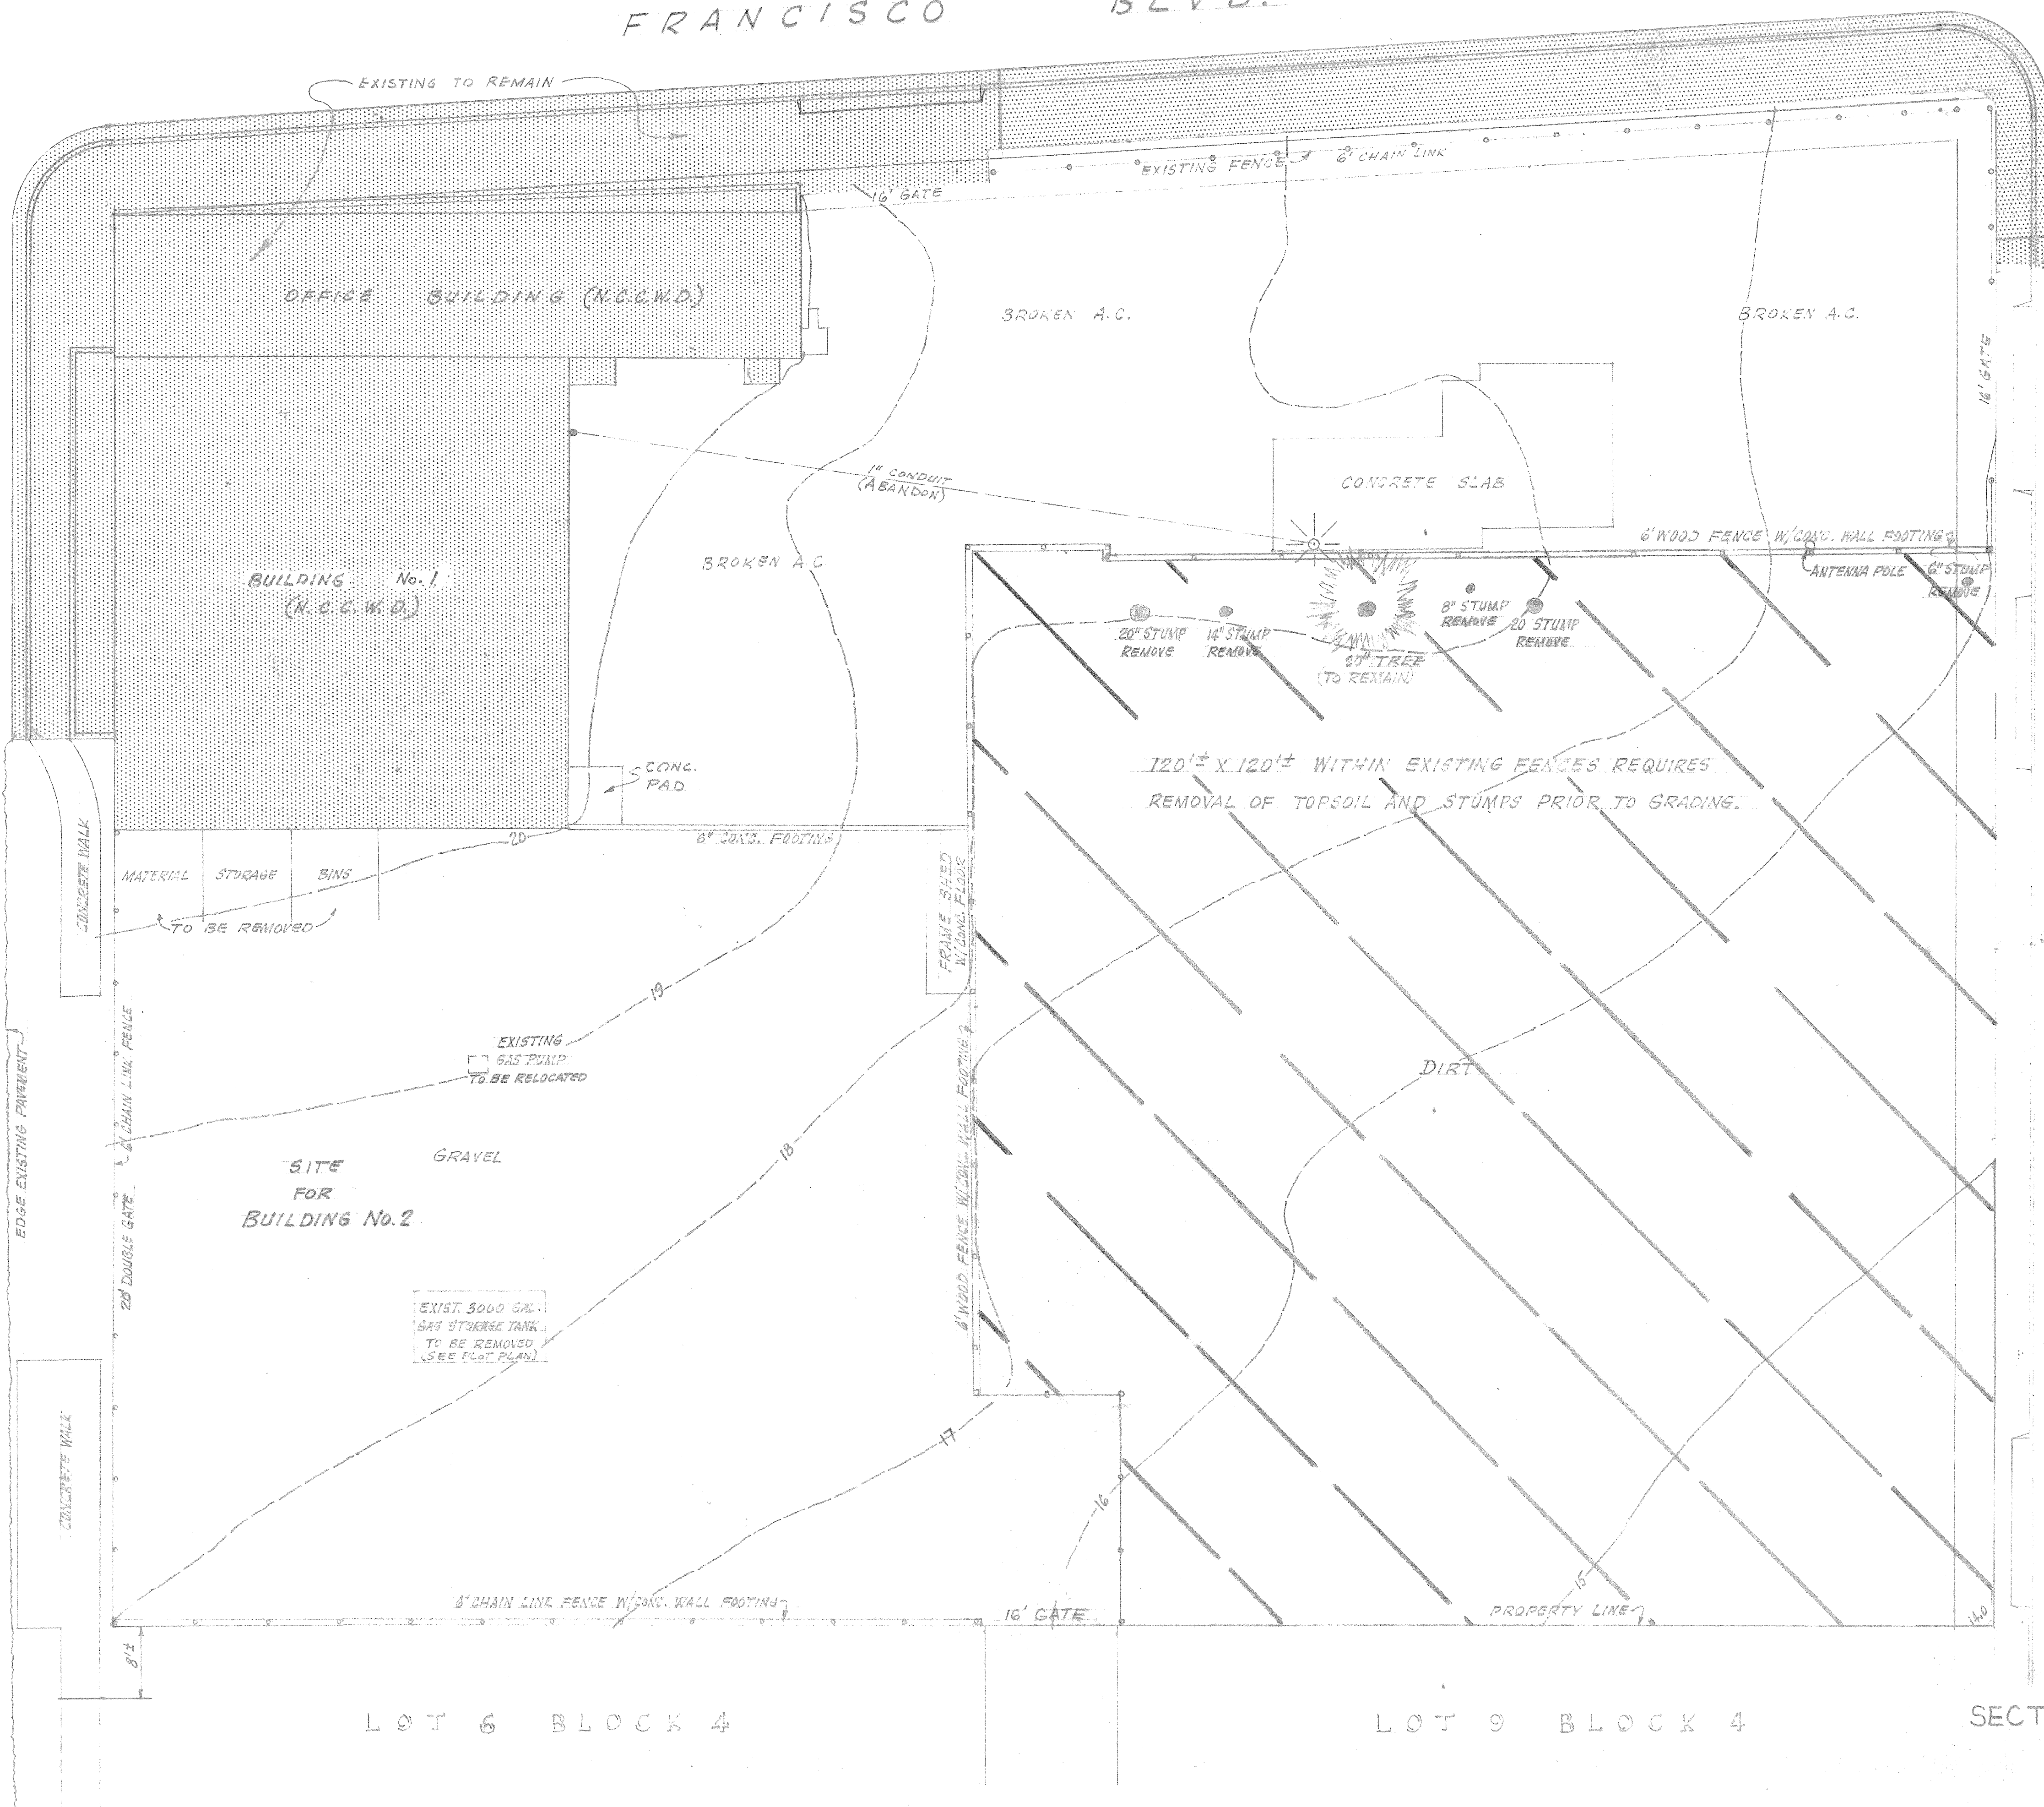 FRANCISCO BLVD.
EXISTING TO REMAIN
EXISTING FENCE 6' CHAIN LINK
16' GATE
OFFICE BUILDING (N.C.C.W.D.)
BROKEN A.C.
BROKEN A.C.
16' GATE
1" CONDUIT
(ABANDON)
CONCRETE SLAB
6' WOOD FENCE W/CONC. WALL FOOTING
BROKEN A.C.
ANTENNA POLE
6" STUMP
REMOVE
BUILDING No. 1
(N.C.C.W.D.)
20" STUMP
REMOVE
14" STUMP
REMOVE
TREE
(TO REMAIN)
8" STUMP
REMOVE
20 STUMP
REMOVE
CONC.
PAD
120'± X 120'± WITHIN EXISTING FENCES REQUIRES
REMOVAL OF TOPSOIL AND STUMPS PRIOR TO GRADING.
20
CONC. FOOTING
CONCRETE WALK
MATERIAL STORAGE BINS
TO BE REMOVED
FRAME SHED
W/CONC. FLOOR
19
EXISTING
GAS PUMP
TO BE RELOCATED
EDGE EXISTING PAVEMENT
6' CHAIN LINK FENCE
6' WOOD FENCE W/CONC. WALL FOOTING
DIRT
18
GRAVEL
SITE
FOR
BUILDING No. 2
20' DOUBLE GATE
EXIST. 3000 GAL.
GAS STORAGE TANK
TO BE REMOVED
(SEE PLOT PLAN)
CONCRETE WALK
17
16
15
6' CHAIN LINK FENCE W/CONC. WALL FOOTING
16' GATE
PROPERTY LINE
14.0
8'±
LOT 6 BLOCK 4
LOT 9 BLOCK 4
SECT